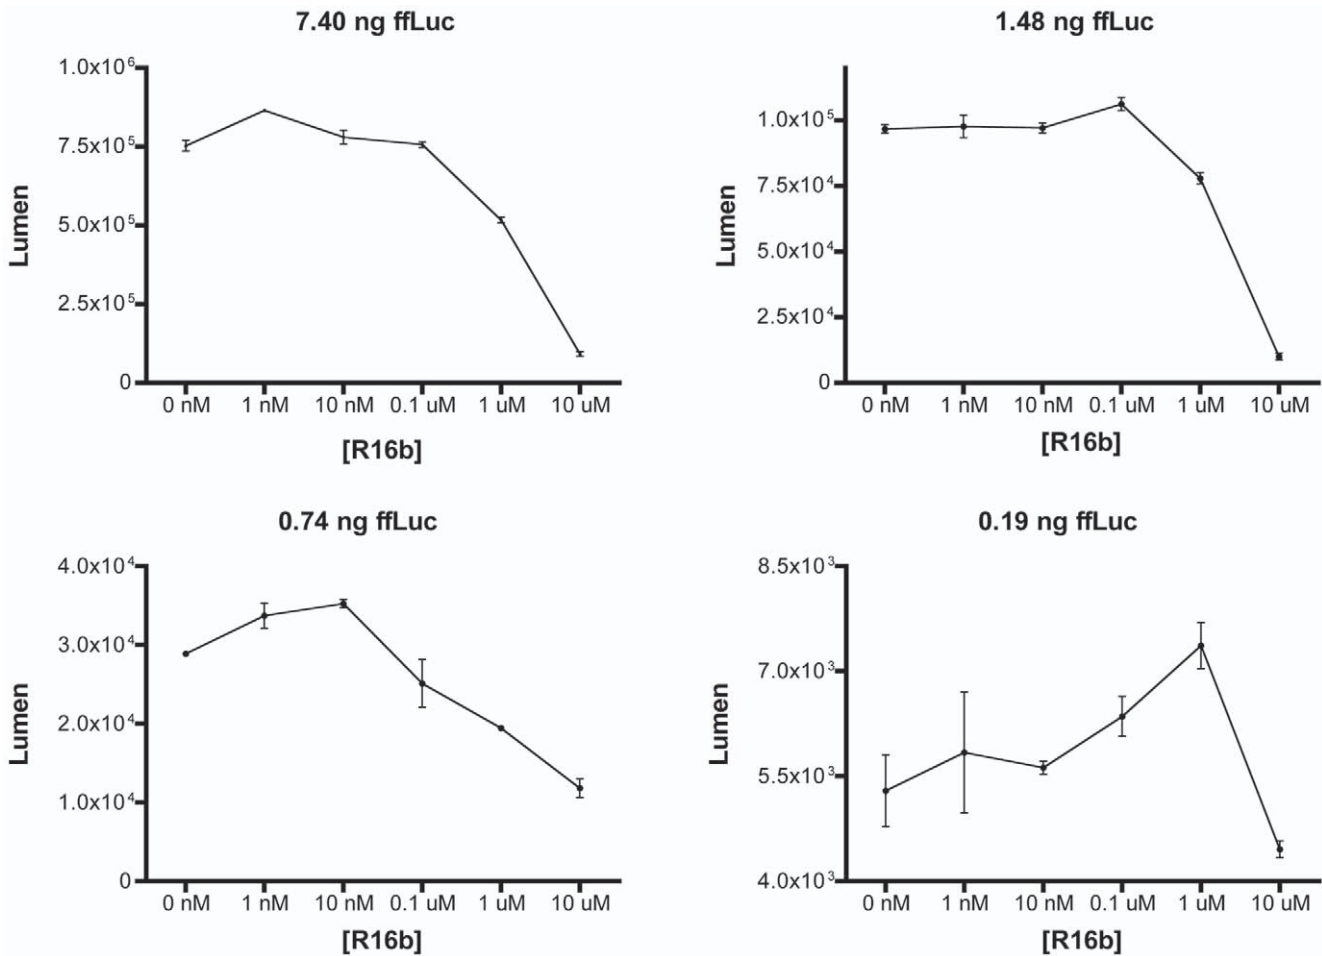 7.40 ng ffLuc
Lumen
1.0x10⁶
7.5x10⁵
5.0x10⁵
2.5x10⁵
0
0 nM 1 nM 10 nM 0.1 uM 1 uM 10 uM
[R16b]
1.48 ng ffLuc
Lumen
1.0x10⁵
7.5x10⁴
5.0x10⁴
2.5x10⁴
0
0 nM 1 nM 10 nM 0.1 uM 1 uM 10 uM
[R16b]
0.74 ng ffLuc
Lumen
4.0x10⁴
3.0x10⁴
2.0x10⁴
1.0x10⁴
0
0 nM 1 nM 10 nM 0.1 uM 1 uM 10 uM
[R16b]
0.19 ng ffLuc
Lumen
8.5x10³
7.0x10³
5.5x10³
4.0x10³
0 nM 1 nM 10 nM 0.1 uM 1 uM 10 uM
[R16b]